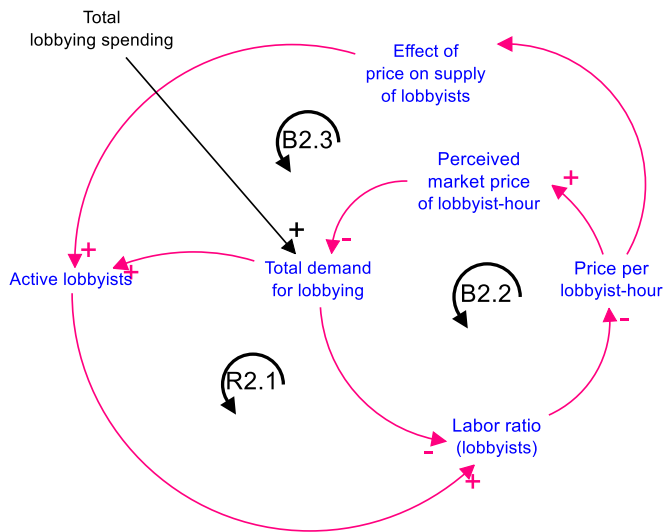 Total
lobbying spending
Effect of
price on supply
of lobbyists
B2.3
Perceived
market price
of lobbyist-hour
+
+
-
+
+
Active lobbyists
Total demand
for lobbying
Price per
lobbyist-hour
B2.2
-
R2.1
Labor ratio
(lobbyists)
-
+